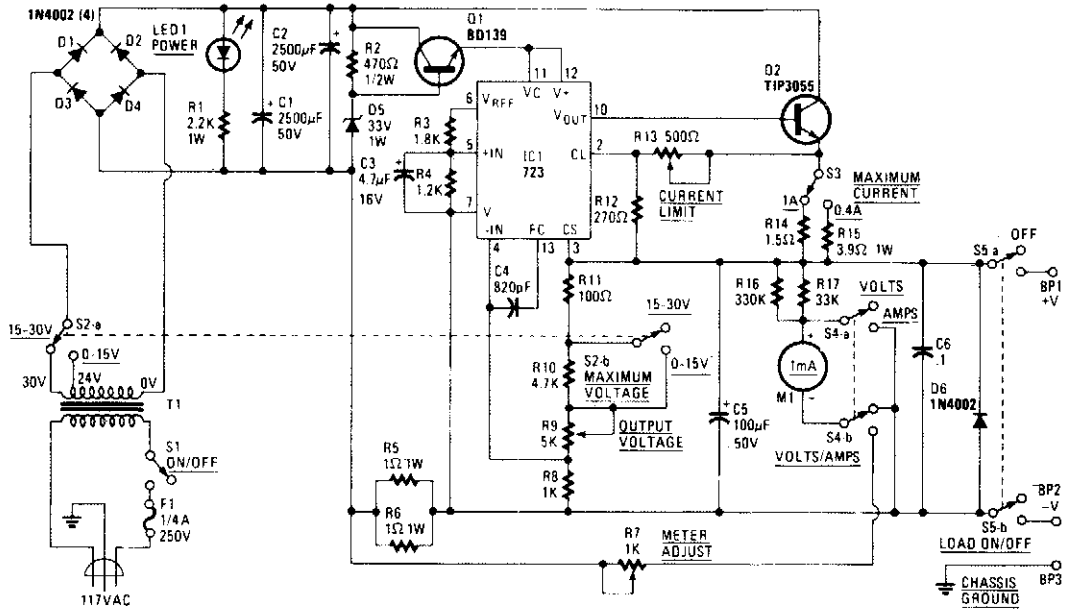 1N4002 (4)
D1
D2
D3
D4
LED1
POWER
R1
2.2K
1W
C2
2500µF
50V
C1
2500µF
50V
R2
470Ω
1/2W
D5
33V
1W
Q1
BD139
11
12
VC
V+
6
VREF
VOUT
10
5
+IN
IC1
723
CL
2
7
V
-IN
FC
CS
4
13
3
R3
1.8K
C3
4.7µF
16V
R4
1.2K
C4
820pF
Q2
TIP3055
R13 500Ω
CURRENT
LIMIT
R12
270Ω
S3
MAXIMUM
CURRENT
1A
0.4A
R14
1.5Ω
R15
3.9Ω 1W
R11
100Ω
R16
330K
R17
33K
VOLTS
AMPS
S4-a
S5-a
OFF
BP1
+V
15-30V
S2-a
0-15V
30V
24V
0V
T1
S1
ON/OFF
F1
1/4A
250V
117VAC
15-30V
R10
4.7K
S2-b
MAXIMUM
VOLTAGE
0-15V
R9
5K
OUTPUT
VOLTAGE
R8
1K
C5
100µF
50V
+
1mA
M1
-
S4-b
VOLTS/AMPS
C6
.1
D6
1N4002
R5
1Ω 1W
R6
1Ω 1W
R7
1K
METER
ADJUST
BP2
-V
S5-b
LOAD ON/OFF
CHASSIS
GROUND
BP3